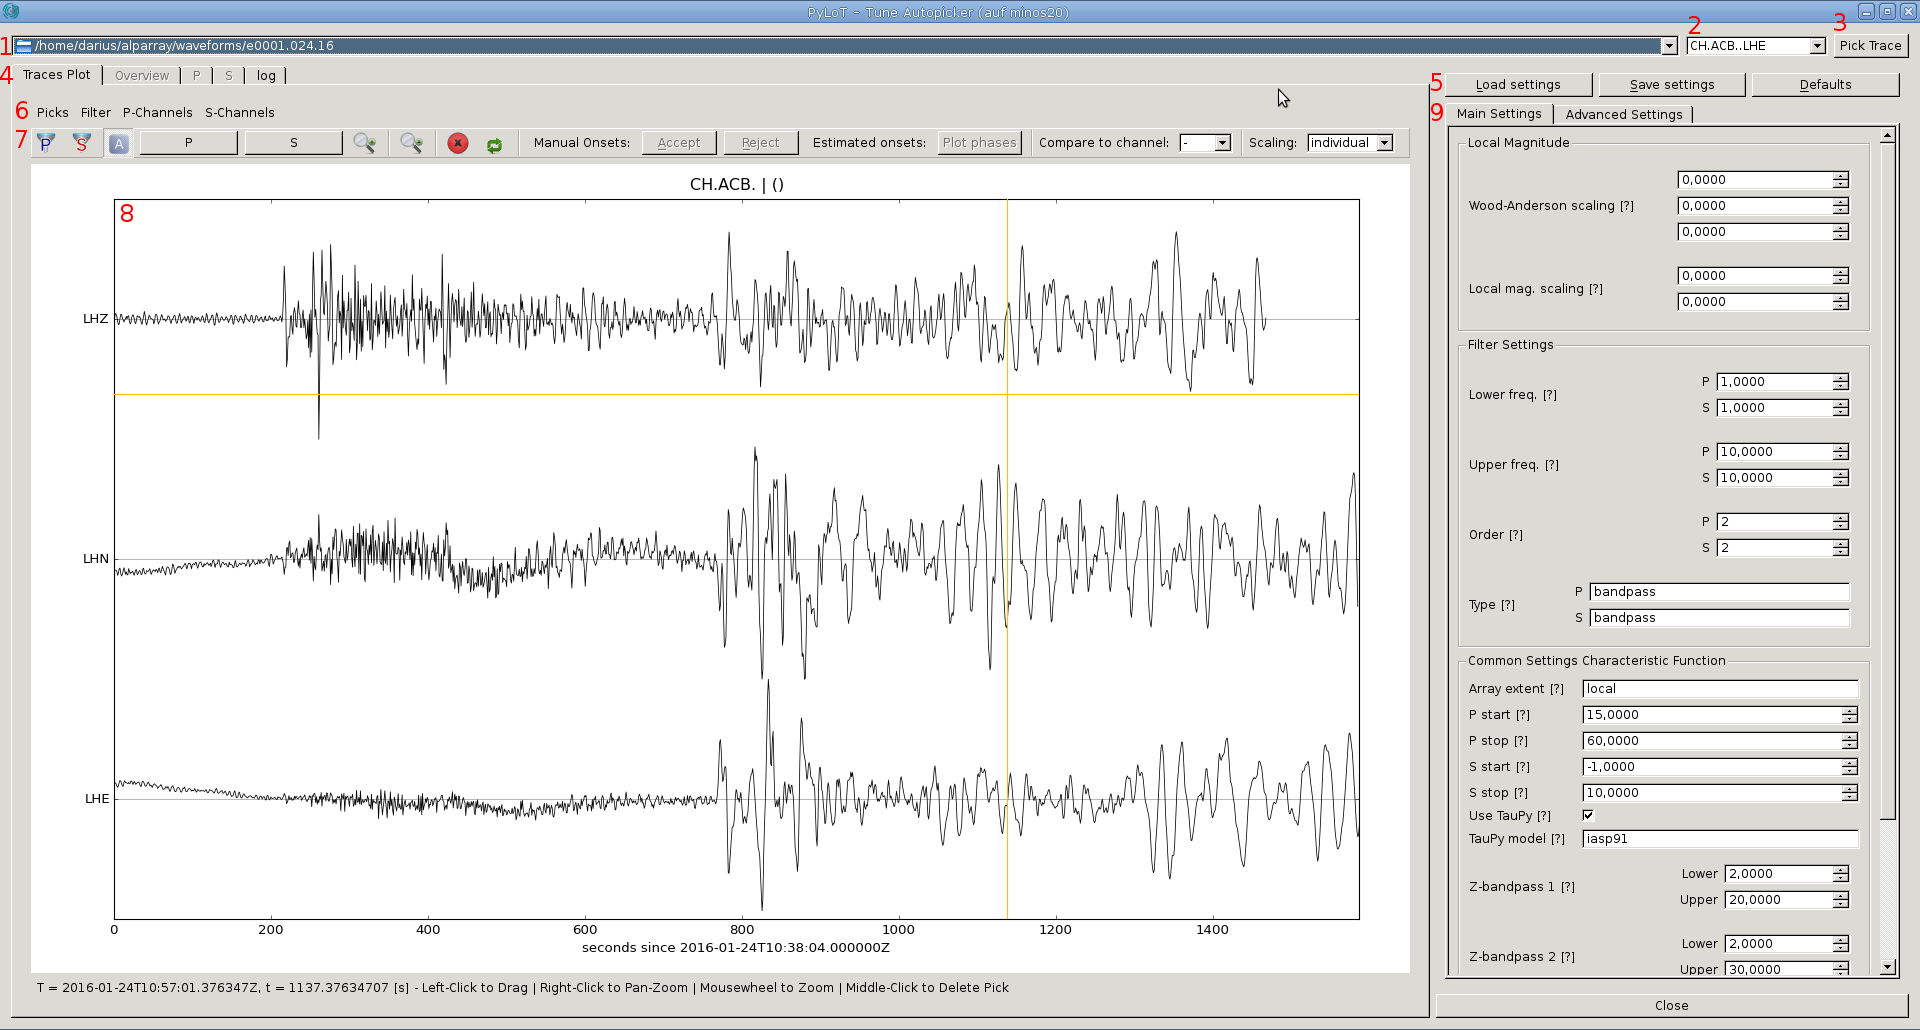 PyLoT - Tune Autopicker (auf minos20)
1 /home/darius/alparray/waveforms/e0001.024.16
2 CH.ACB..LHE
3 Pick Trace
4 Traces Plot Overview P S log
5 Load settings Save settings Defaults
6 Picks Filter P-Channels S-Channels
7 P S A P S Manual Onsets: Accept Reject Estimated onsets: Plot phases Compare to channel: - Scaling: individual
CH.ACB. | ()
8
LHZ
LHN
LHE
0 200 400 600 800 1000 1200 1400
seconds since 2016-01-24T10:38:04.000000Z
T = 2016-01-24T10:57:01.376347Z, t = 1137.37634707 [s] - Left-Click to Drag | Right-Click to Pan-Zoom | Mousewheel to Zoom | Middle-Click to Delete Pick
9 Main Settings Advanced Settings
Local Magnitude
0,0000
Wood-Anderson scaling [?] 0,0000
0,0000
0,0000
Local mag. scaling [?]
0,0000
Filter Settings
P 1,0000
Lower freq. [?]
S 1,0000
P 10,0000
Upper freq. [?]
S 10,0000
P 2
Order [?]
S 2
P bandpass
Type [?]
S bandpass
Common Settings Characteristic Function
Array extent [?] local
P start [?] 15,0000
P stop [?] 60,0000
S start [?] -1,0000
S stop [?] 10,0000
Use TauPy [?]
TauPy model [?] iasp91
Lower 2,0000
Z-bandpass 1 [?]
Upper 20,0000
Lower 2,0000
Z-bandpass 2 [?]
Upper 30,0000
Close